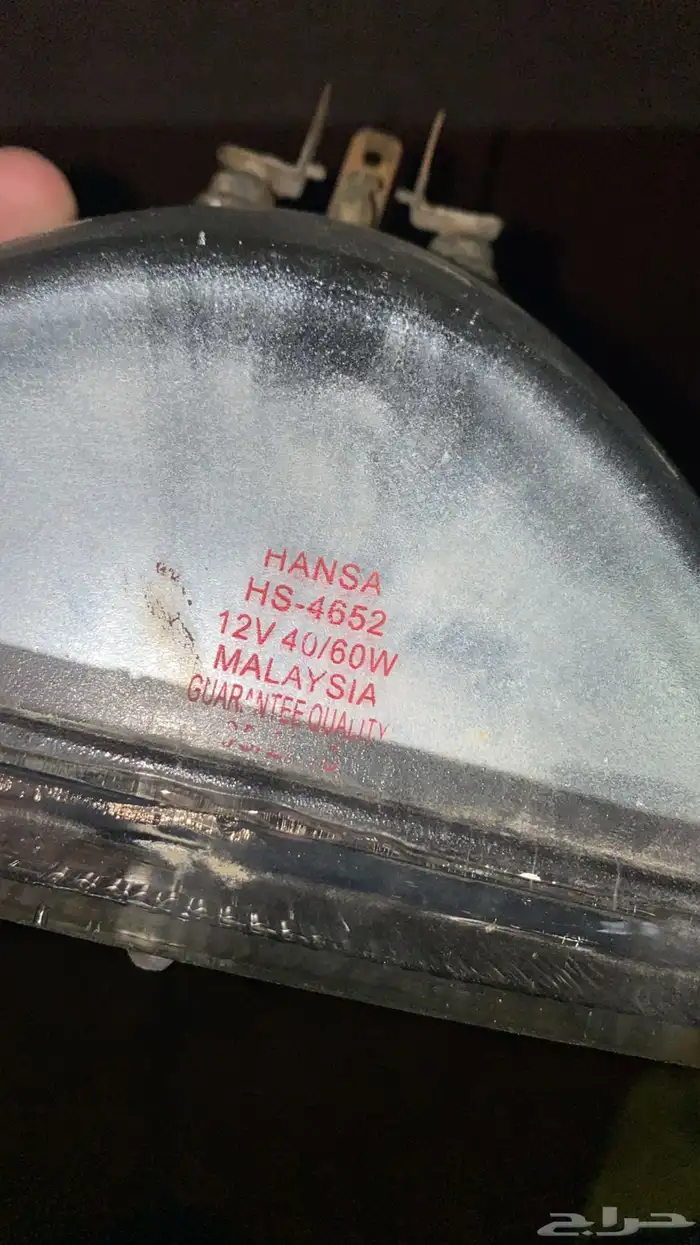 HANSA
HS-4652
12V 40/60W
MALAYSIA
GUARANTEE QUALITY
حراج